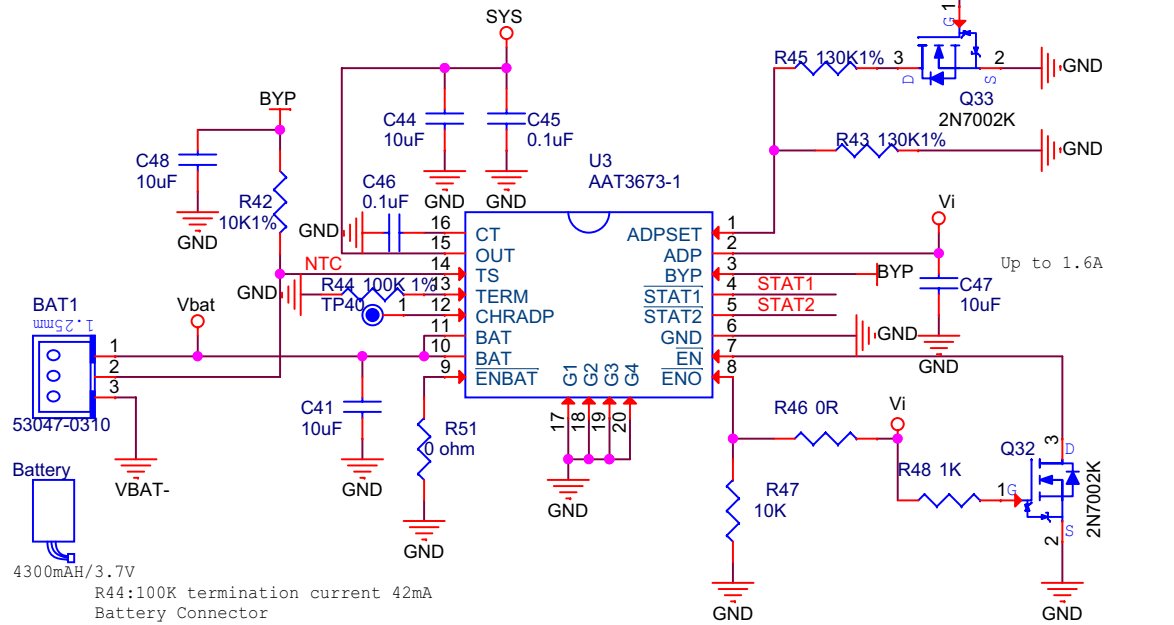 SYS
G 1
R45 130K1%
3
D
2
S
GND
Q33
2N7002K
BYP
C44
10uF
C45
0.1uF
R43 130K1%
GND
C48
10uF
U3
AAT3673-1
R42
10K1%
C46
0.1uF
GND
GND
GND
GND
Vi
16
CT
ADPSET
1
15
OUT
ADP
2
NTC
14
TS
BYP
3
BYP
Up to 1.6A
GND
R44 100K 1%
13
TERM
STAT1
4
STAT1
C47
10uF
BAT1
1.25mm
Vbat
TP40
1
12
CHRADP
STAT2
5
STAT2
11
BAT
GND
6
GND
1
10
BAT
EN
7
GND
2
9
ENBAT
ENO
8
3
G1
G2
G3
G4
17
18
19
20
53047-0310
C41
10uF
R51
0 ohm
R46 0R
Vi
Q32
3
D
Battery
VBAT-
GND
R48 1K
1
G
2N7002K
GND
R47
10K
2
S
GND
4300mAH/3.7V
GND
GND
R44:100K termination current 42mA
Battery Connector